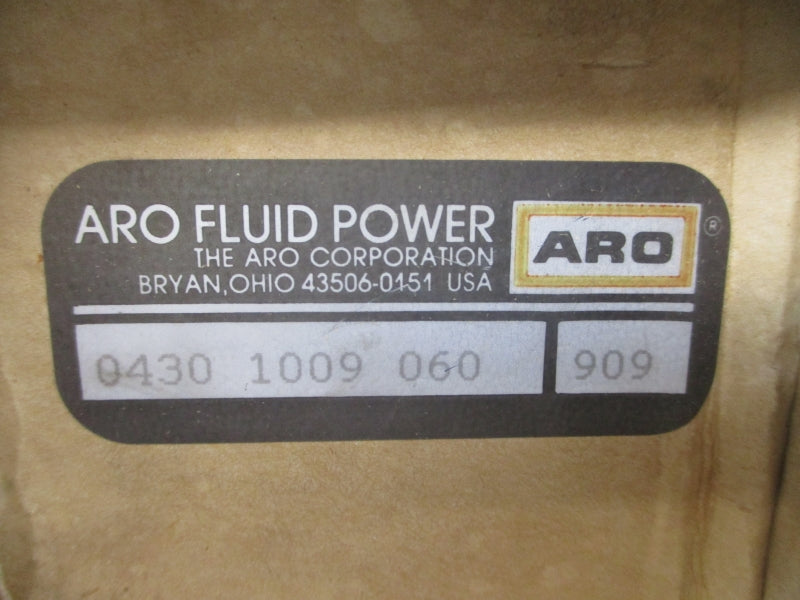 ARO FLUID POWER
THE ARO CORPORATION
BRYAN, OHIO 43506-0151 USA
ARO ®
0430 1009 060 909